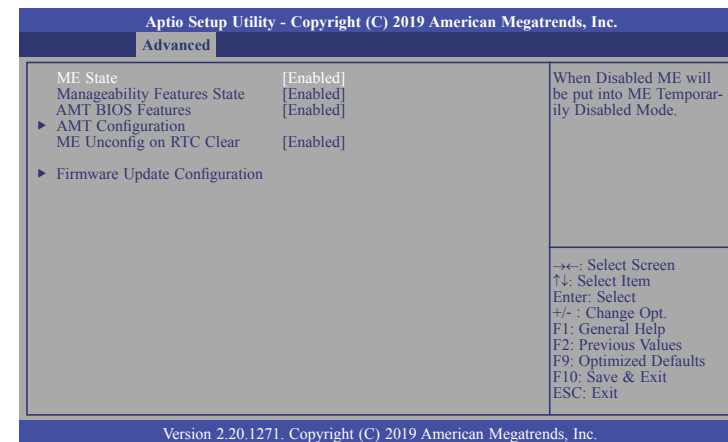 Aptio Setup Utility - Copyright (C) 2019 American Megatrends, Inc.
Advanced
ME State [Enabled]
Manageability Features State [Enabled]
AMT BIOS Features [Enabled]
► AMT Configuration
ME Unconfig on RTC Clear [Enabled]
► Firmware Update Configuration
When Disabled ME will
be put into ME Temporar-
ily Disabled Mode.
→←: Select Screen
↑↓: Select Item
Enter: Select
+/- : Change Opt.
F1: General Help
F2: Previous Values
F9: Optimized Defaults
F10: Save & Exit
ESC: Exit
Version 2.20.1271. Copyright (C) 2019 American Megatrends, Inc.